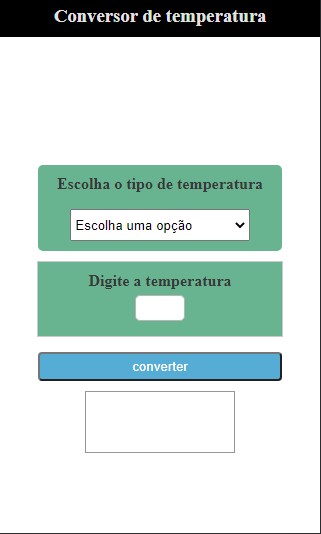 Conversor de temperatura
Escolha o tipo de temperatura
Escolha uma opção
Digite a temperatura
converter